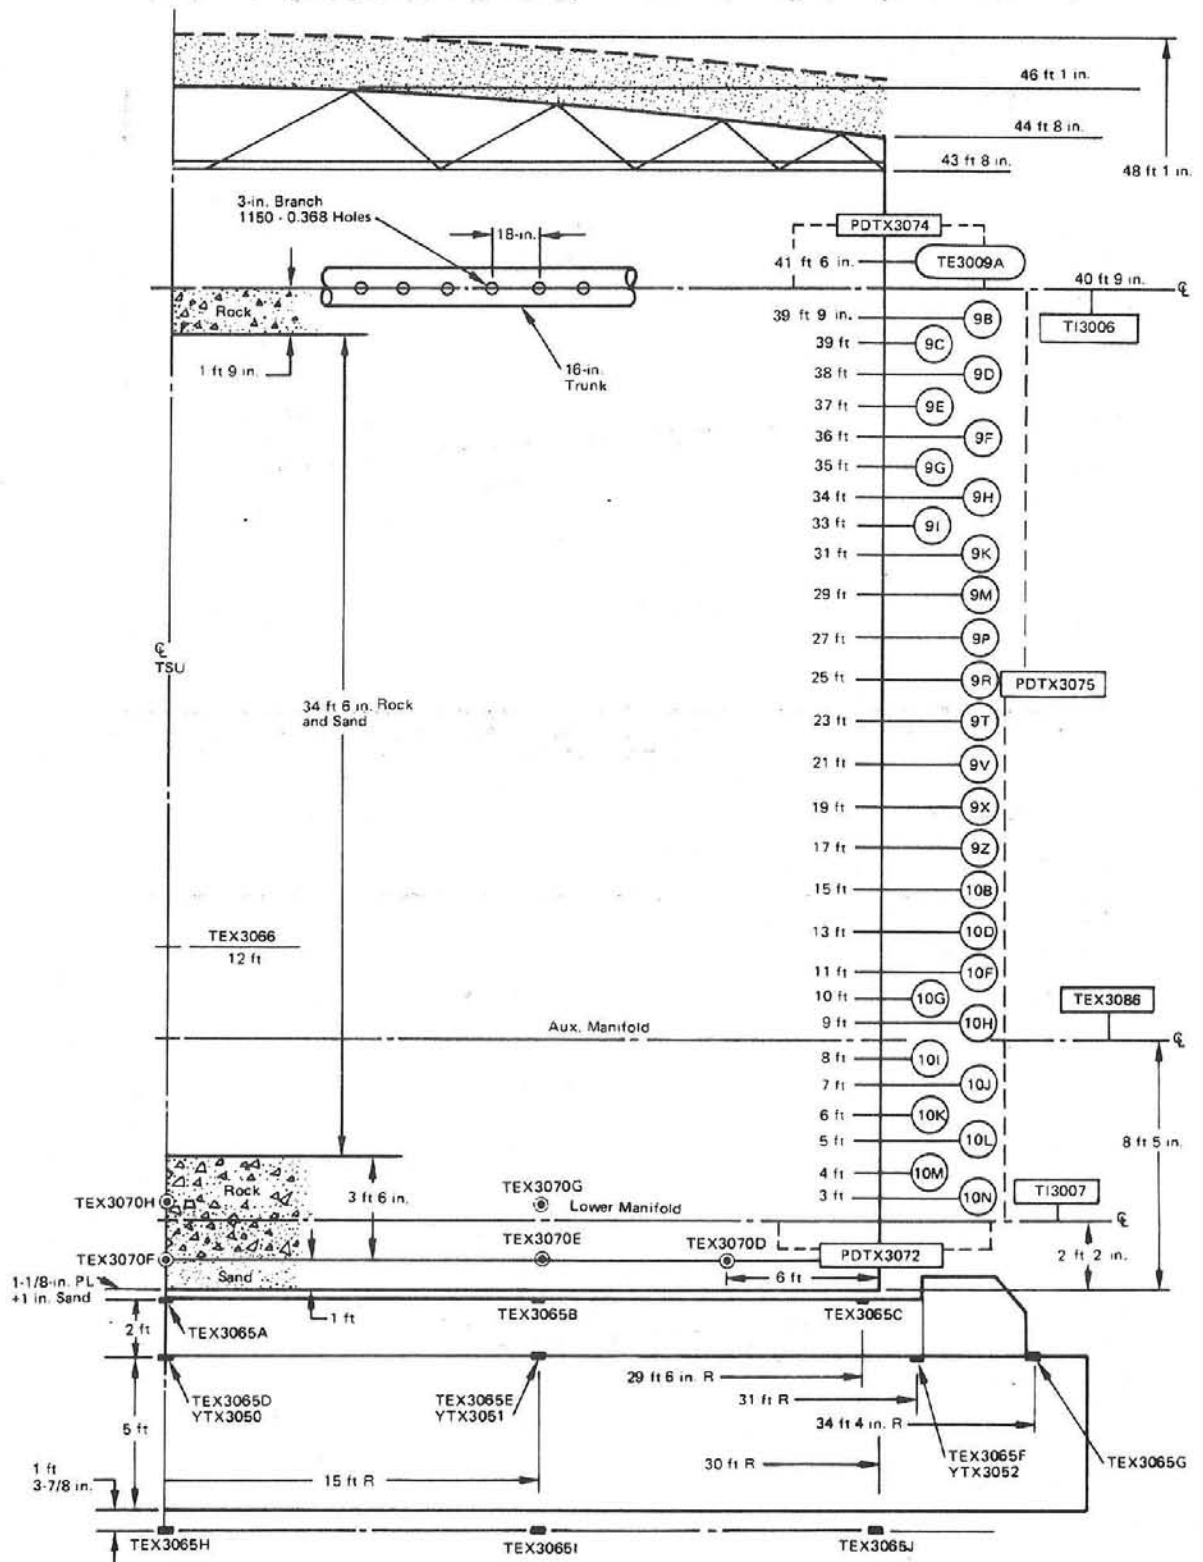 46 ft 1 in.
44 ft 8 in.
43 ft 8 in.
48 ft 1 in.
3-in. Branch
1150 - 0.368 Holes
18-in.
PDTX3074
41 ft 6 in.
TE3009A
40 ft 9 in.
℄
Rock
39 ft 9 in.
9B
TI3006
39 ft
9C
1 ft 9 in.
16-in.
Trunk
38 ft
9D
37 ft
9E
36 ft
9F
35 ft
9G
34 ft
9H
33 ft
9I
31 ft
9K
29 ft
9M
27 ft
9P
℄
TSU
25 ft
9R
PDTX3075
34 ft 6 in. Rock
and Sand
23 ft
9T
21 ft
9V
19 ft
9X
17 ft
9Z
15 ft
10B
TEX3066
12 ft
13 ft
10D
11 ft
10F
10 ft
10G
TEX3086
Aux. Manifold
9 ft
10H
℄
8 ft
10I
7 ft
10J
6 ft
10K
5 ft
10L
8 ft 5 in.
4 ft
10M
TEX3070H
Rock
3 ft 6 in.
TEX3070G
Lower Manifold
3 ft
10N
TI3007
℄
TEX3070F
TEX3070E
TEX3070D
PDTX3072
2 ft 2 in.
Sand
6 ft
1-1/8-in. PL
+1 in. Sand
1 ft
2 ft
TEX3065A
TEX3065B
TEX3065C
29 ft 6 in. R
TEX3065D
YTX3050
TEX3065E
YTX3051
31 ft R
34 ft 4 in. R
5 ft
TEX3065F
YTX3052
TEX3065G
1 ft
3-7/8 in.
15 ft R
30 ft R
TEX3065H
TEX3065I
TEX3065J